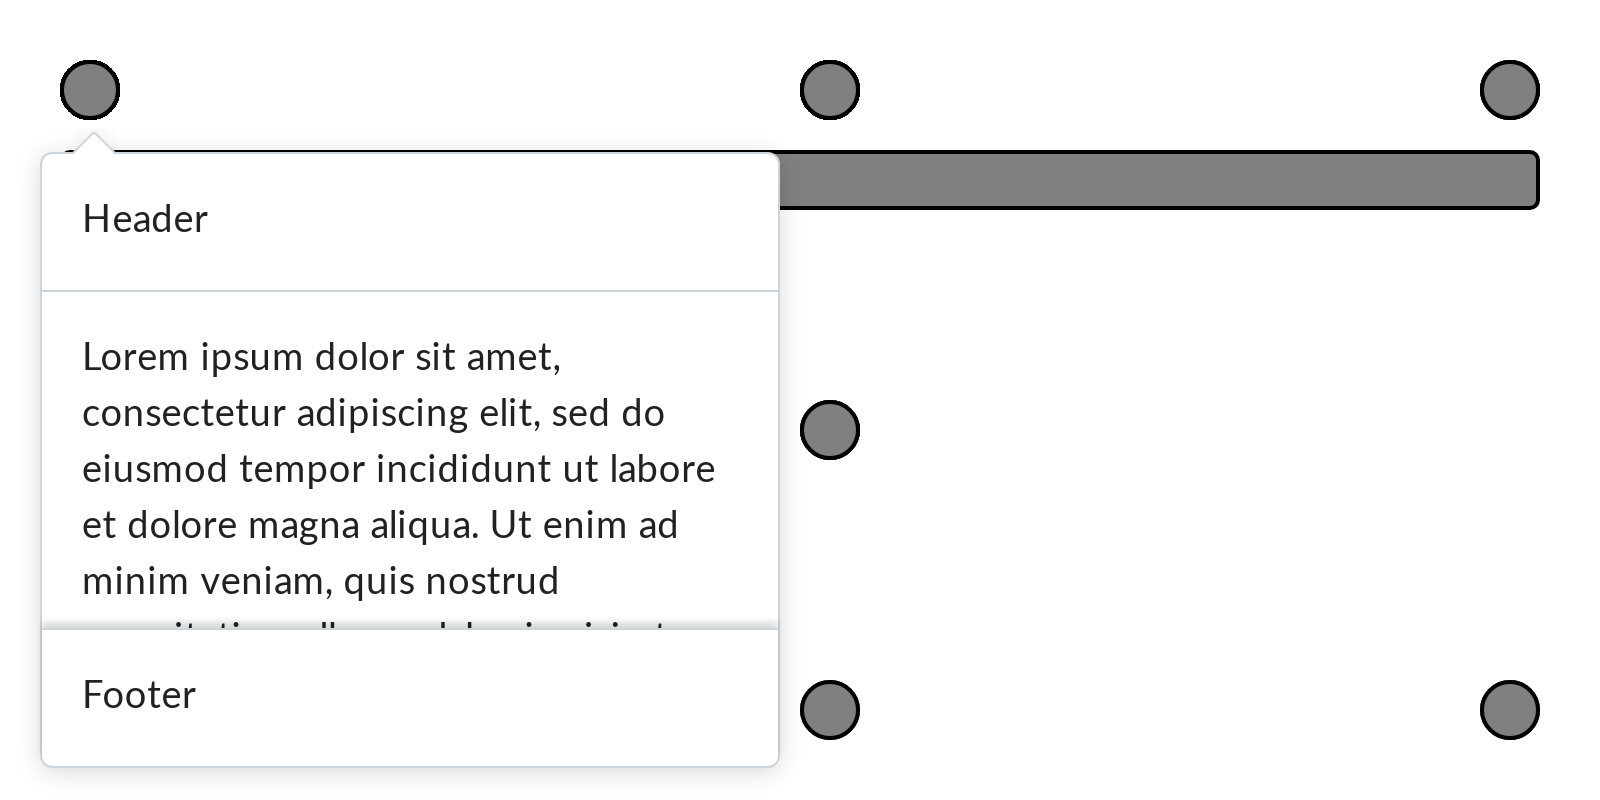 Header
Lorem ipsum dolor sit amet,
consectetur adipiscing elit, sed do
eiusmod tempor incididunt ut labore
et dolore magna aliqua. Ut enim ad
minim veniam, quis nostrud
Footer